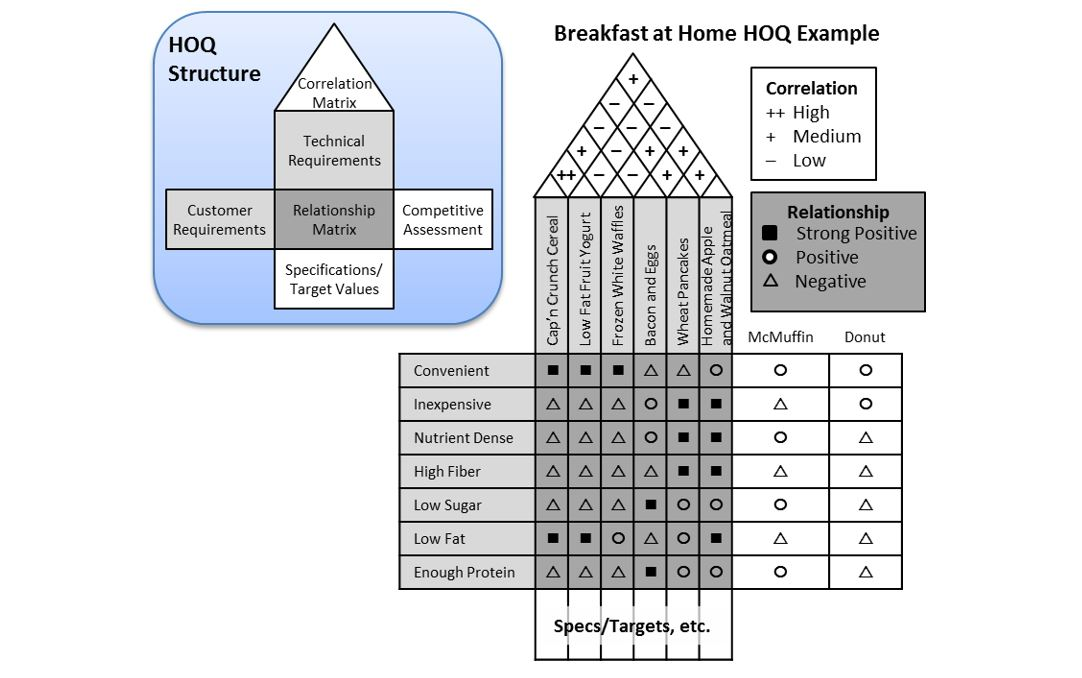 HOQ
Structure
Correlation
Matrix
Technical
Requirements
Customer
Requirements
Relationship
Matrix
Competitive
Assessment
Specifications/
Target Values
Breakfast at Home HOQ Example
Correlation
++ High
+ Medium
– Low
+
– –
– – –
+ – + +
++ – – + +
Relationship
■ Strong Positive
○ Positive
△ Negative
Cap'n Crunch Cereal
Low Fat Fruit Yogurt
Frozen White Waffles
Bacon and Eggs
Wheat Pancakes
Homemade Apple
and Walnut Oatmeal
McMuffin
Donut
Convenient
Inexpensive
Nutrient Dense
High Fiber
Low Sugar
Low Fat
Enough Protein
Specs/Targets, etc.